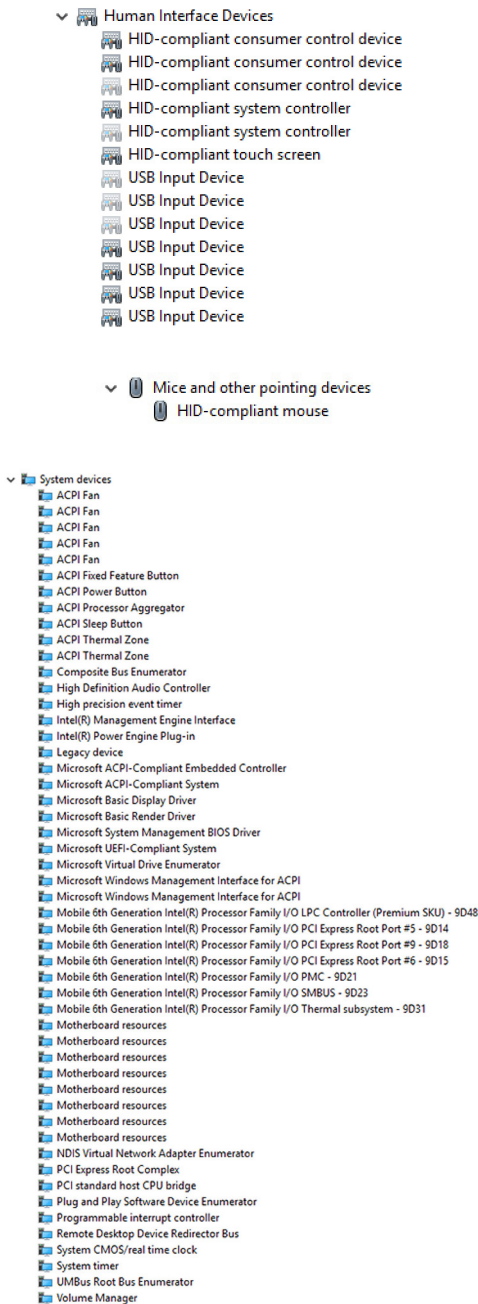 Human Interface Devices
HID-compliant consumer control device
HID-compliant consumer control device
HID-compliant consumer control device
HID-compliant system controller
HID-compliant system controller
HID-compliant touch screen
USB Input Device
USB Input Device
USB Input Device
USB Input Device
USB Input Device
USB Input Device
USB Input Device
Mice and other pointing devices
HID-compliant mouse
System devices
ACPI Fan
ACPI Fan
ACPI Fan
ACPI Fan
ACPI Fan
ACPI Fixed Feature Button
ACPI Power Button
ACPI Processor Aggregator
ACPI Sleep Button
ACPI Thermal Zone
ACPI Thermal Zone
Composite Bus Enumerator
High Definition Audio Controller
High precision event timer
Intel(R) Management Engine Interface
Intel(R) Power Engine Plug-in
Legacy device
Microsoft ACPI-Compliant Embedded Controller
Microsoft ACPI-Compliant System
Microsoft Basic Display Driver
Microsoft Basic Render Driver
Microsoft System Management BIOS Driver
Microsoft UEFI-Compliant System
Microsoft Virtual Drive Enumerator
Microsoft Windows Management Interface for ACPI
Microsoft Windows Management Interface for ACPI
Mobile 6th Generation Intel(R) Processor Family I/O LPC Controller (Premium SKU) - 9D48
Mobile 6th Generation Intel(R) Processor Family I/O PCI Express Root Port #5 - 9D14
Mobile 6th Generation Intel(R) Processor Family I/O PCI Express Root Port #9 - 9D18
Mobile 6th Generation Intel(R) Processor Family I/O PCI Express Root Port #6 - 9D15
Mobile 6th Generation Intel(R) Processor Family I/O PMC - 9D21
Mobile 6th Generation Intel(R) Processor Family I/O SMBUS - 9D23
Mobile 6th Generation Intel(R) Processor Family I/O Thermal subsystem - 9D31
Motherboard resources
Motherboard resources
Motherboard resources
Motherboard resources
Motherboard resources
Motherboard resources
Motherboard resources
Motherboard resources
NDIS Virtual Network Adapter Enumerator
PCI Express Root Complex
PCI standard host CPU bridge
Plug and Play Software Device Enumerator
Programmable interrupt controller
Remote Desktop Device Redirector Bus
System CMOS/real time clock
System timer
UMBus Root Bus Enumerator
Volume Manager